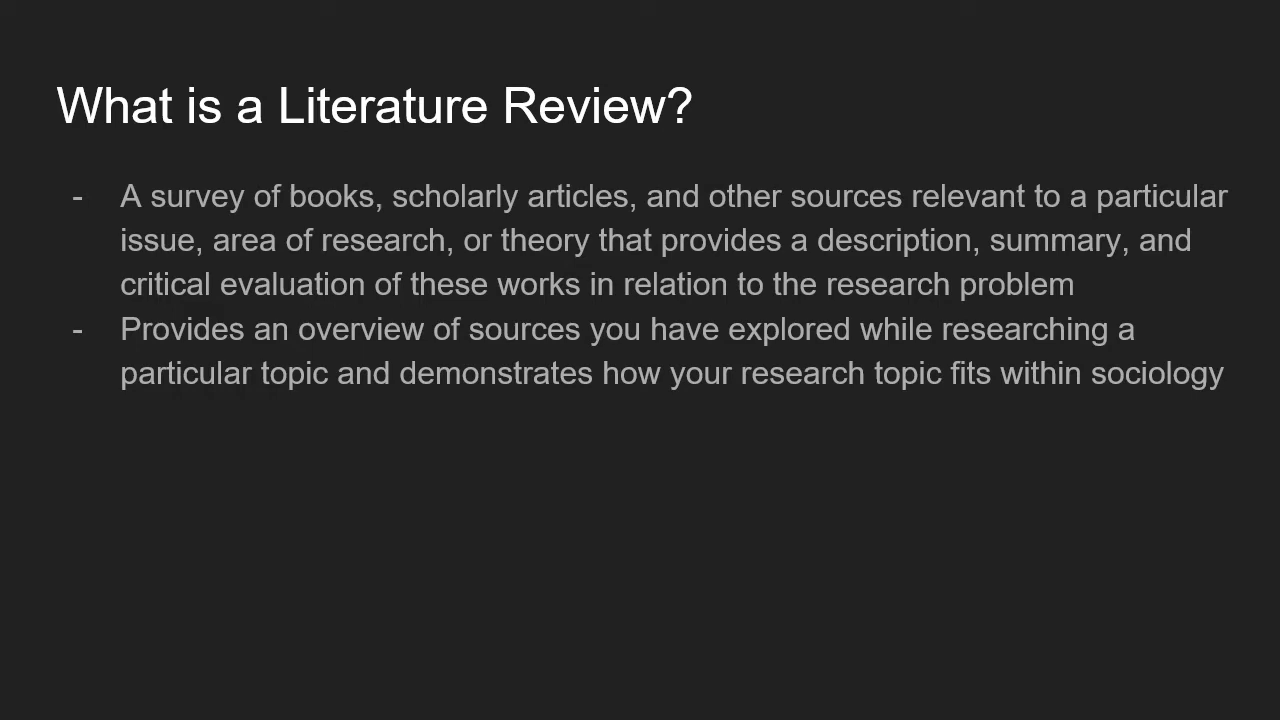 What is a Literature Review?
- A survey of books, scholarly articles, and other sources relevant to a particular
issue, area of research, or theory that provides a description, summary, and
critical evaluation of these works in relation to the research problem
- Provides an overview of sources you have explored while researching a
particular topic and demonstrates how your research topic fits within sociology